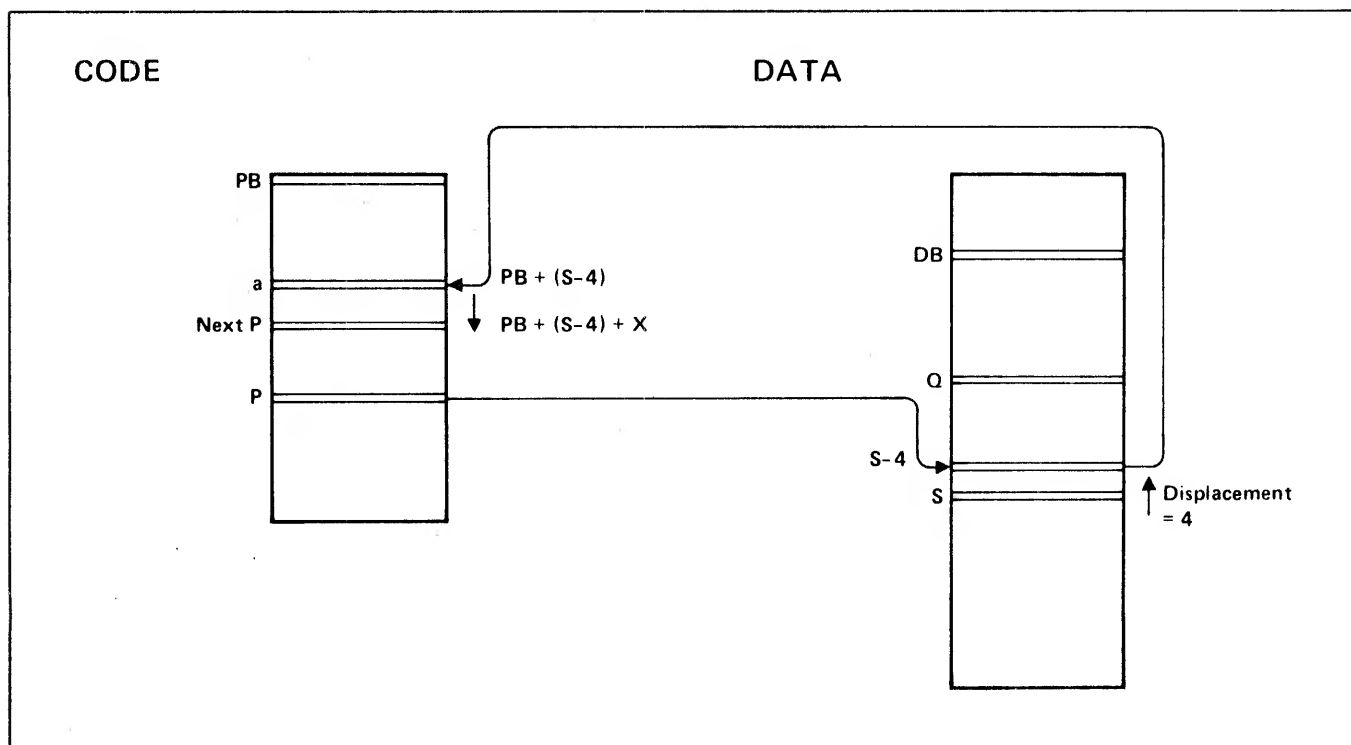 CODE
DATA
PB
DB
a
PB + (S-4)
Next P
PB + (S-4) + X
P
Q
S-4
S
Displacement
= 4